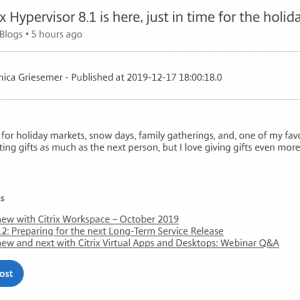 x Hypervisor 8.1 is here, just in time for the holida
Blogs • 5 hours ago
nica Griesemer - Published at 2019-12-17 18:00:18.0
for holiday markets, snow days, family gatherings, and, one of my favo
ting gifts as much as the next person, but I love giving gifts even more
s
new with Citrix Workspace – October 2019
.2: Preparing for the next Long-Term Service Release
new and next with Citrix Virtual Apps and Desktops: Webinar Q&A
ost